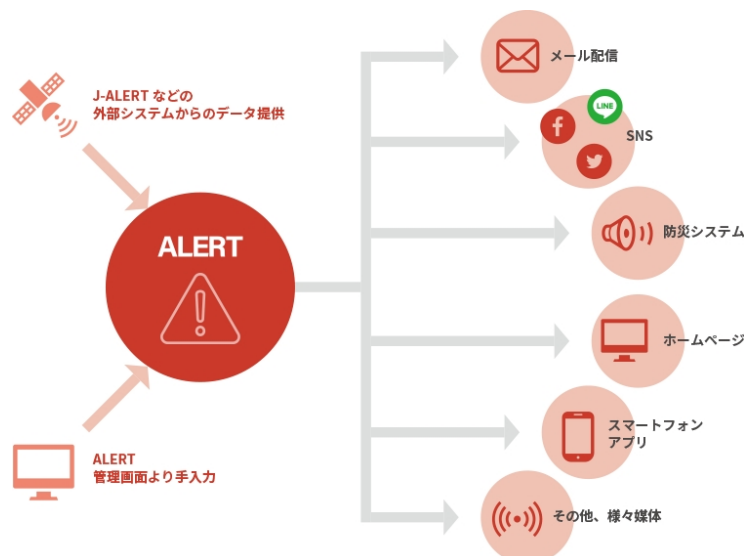 J-ALERT などの
外部システムからのデータ提供
ALERT
ALERT
管理画面より手入力
メール配信
LINE
SNS
防災システム
ホームページ
スマートフォン
アプリ
その他、様々媒体